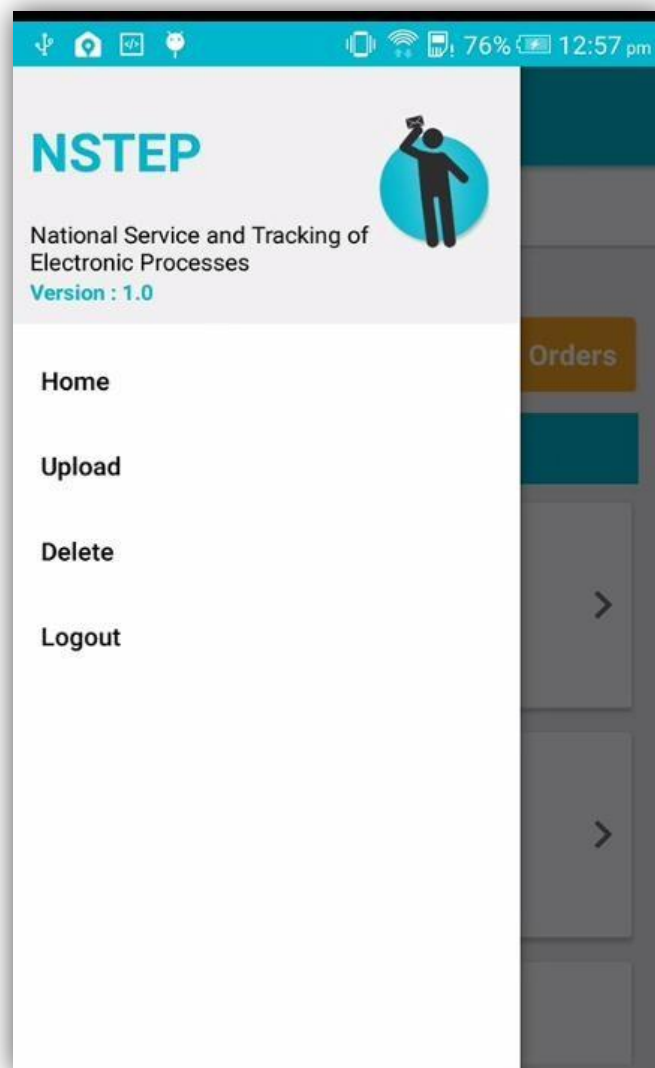 76% 12:57 pm
NSTEP
National Service and Tracking of
Electronic Processes
Version : 1.0
Orders
Home
Upload
Delete
Logout